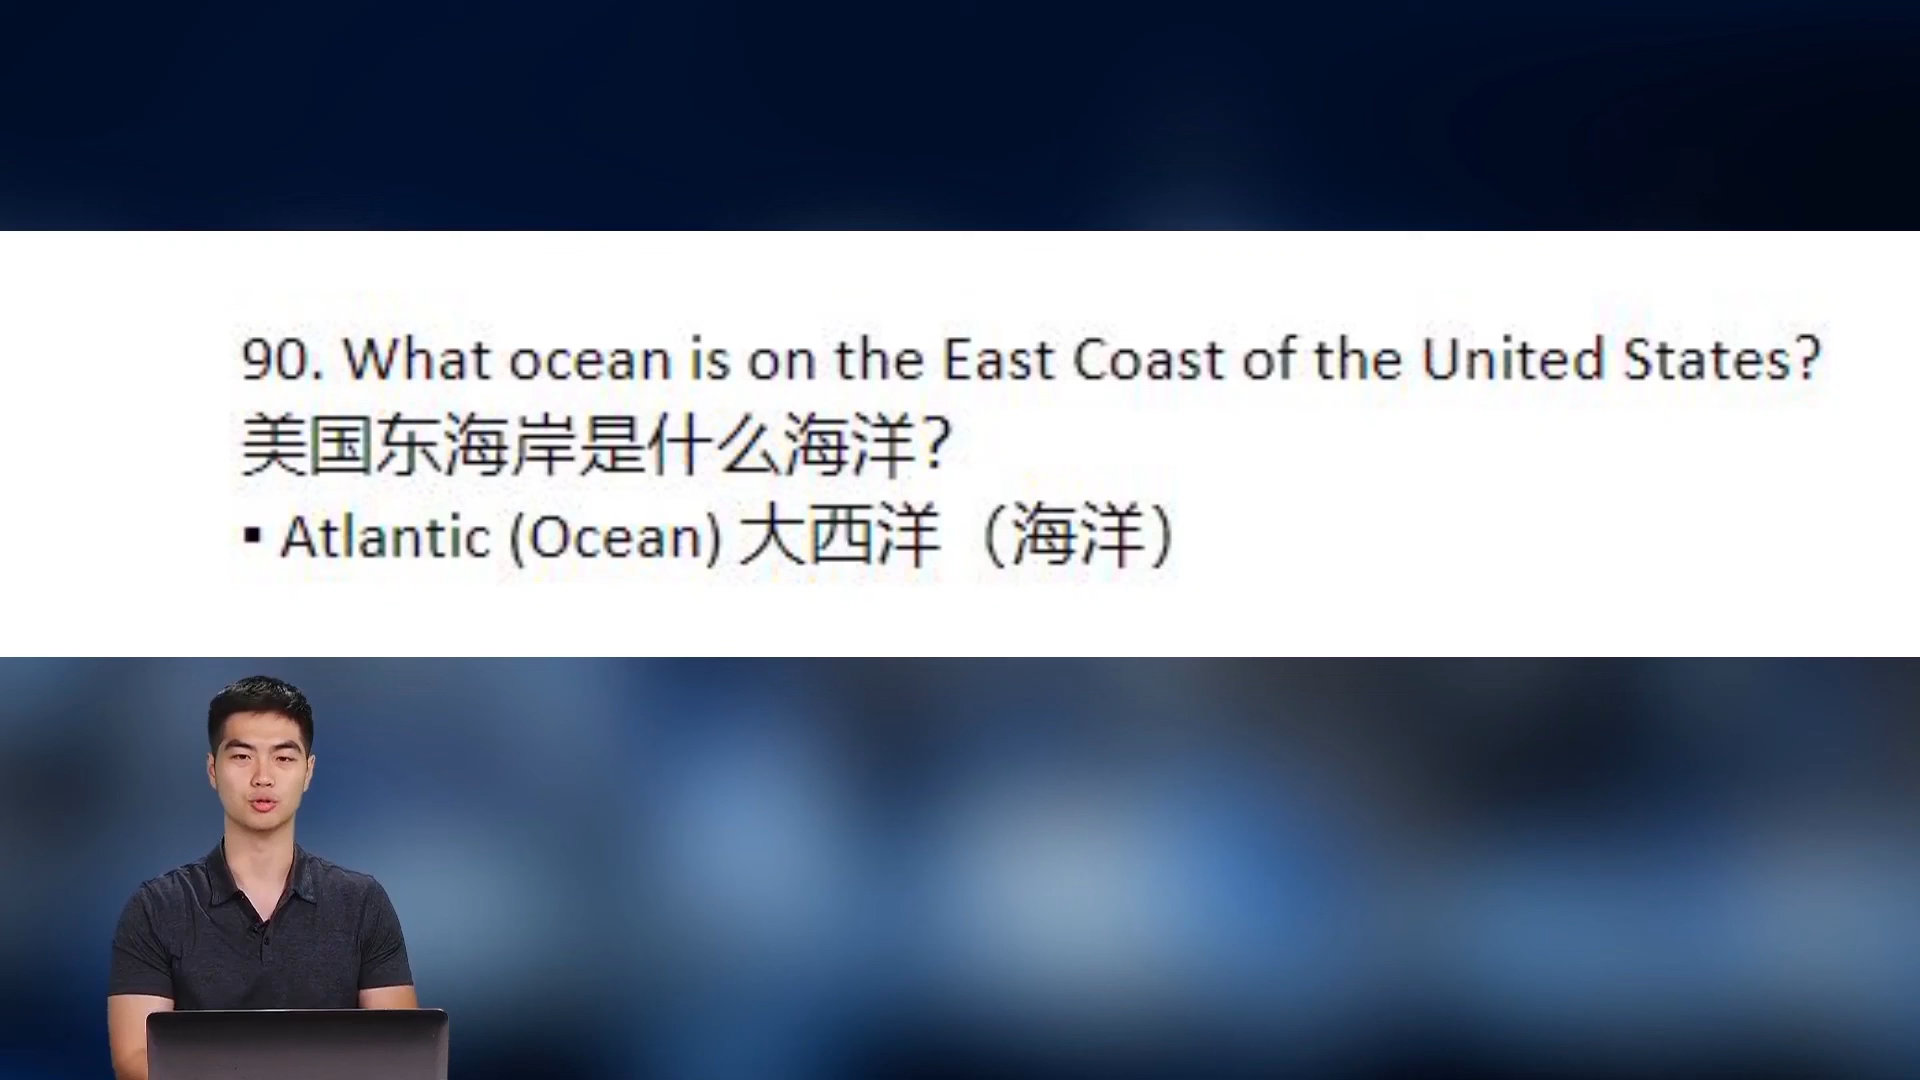 90. What ocean is on the East Coast of the United States?
美国东海岸是什么海洋？
▪ Atlantic (Ocean) 大西洋（海洋）